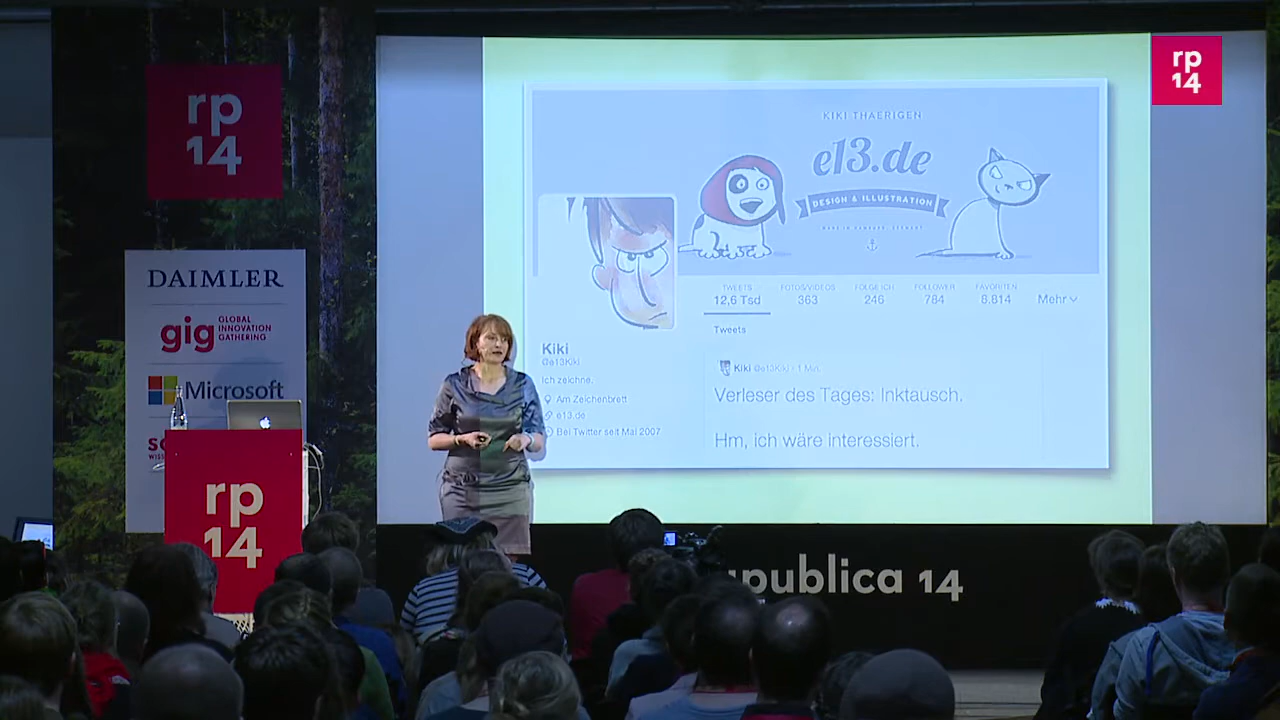 rp
14
DAIMLER
gig GLOBAL
INNOVATION
GATHERING
Microsoft
rp
14
KIKI THAERIGEN
e13.de
DESIGN & ILLUSTRATION
TWEETS
12,6 Tsd
FOTOS/VIDEOS
363
FOLGE ICH
246
FOLLOWER
784
FAVORITEN
8.814
Mehr
Tweets
Kiki
@e13Kiki
Ich zeichne.
Am Zeichenbrett
e13.de
Bei Twitter seit Mai 2007
Kiki @e13Kiki · 1 Min.
Verleser des Tages: Inktausch.
Hm, ich wäre interessiert.
rp
14
publica 14